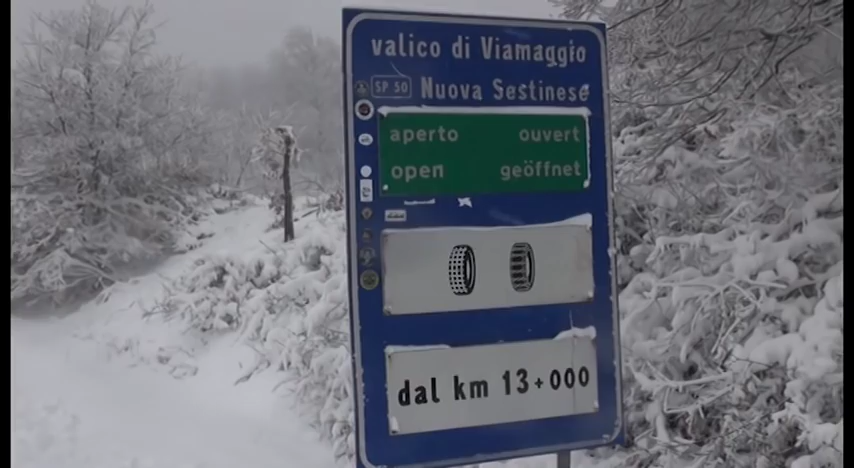 valico di Viamaggio
SP 50 Nuova Sestinese
aperto ouvert
open geöffnet
dal km 13+000